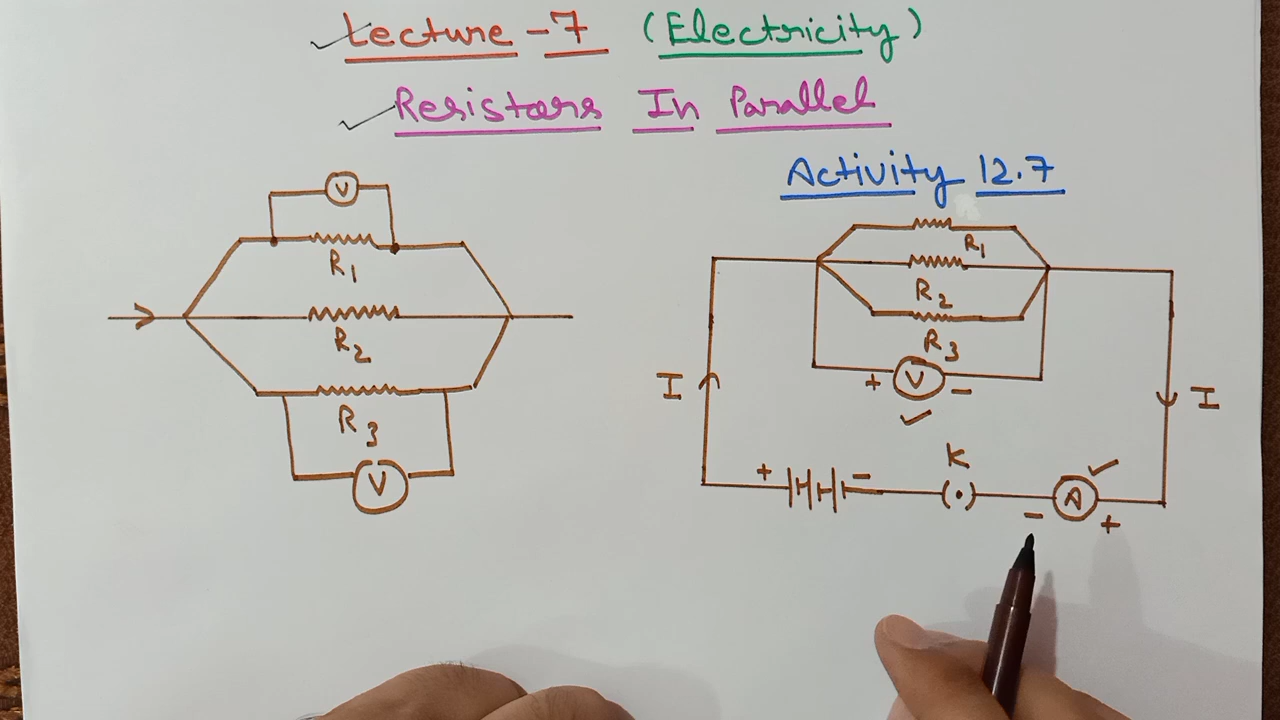 Lecture - 7 (Electricity)
Resistors In Parallel
Activity 12.7
V
R1
R2
R3
V
R1
R2
R3
+ V -
I
I
K
+ -
A
- +